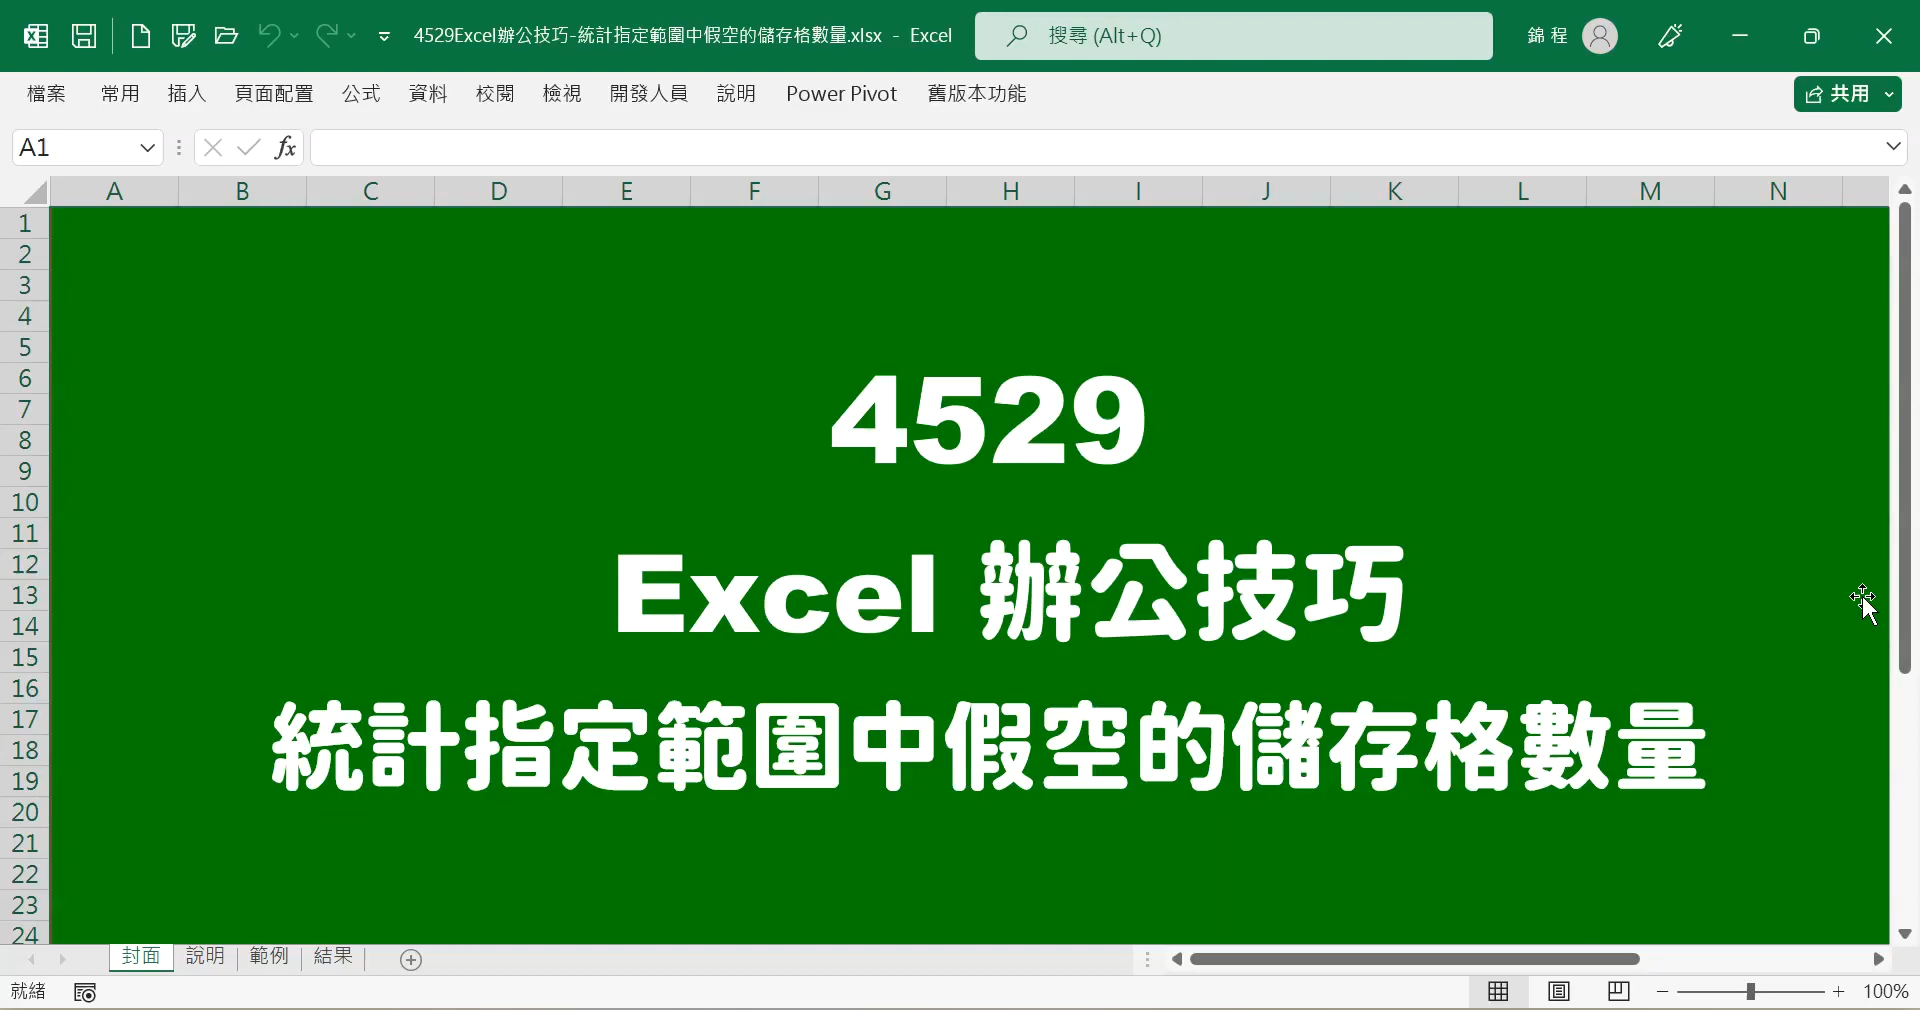 4529Excel辦公技巧-統計指定範圍中假空的儲存格數量.xlsx - Excel
搜尋 (Alt+Q)
錦 程
檔案 常用 插入 頁面配置 公式 資料 校閱 檢視 開發人員 說明 Power Pivot 舊版本功能
共用
A1
fx
A B C D E F G H I J K L M N
1
2
3
4
5
6
7
8
9
10
11
12
13
14
15
16
17
18
19
20
21
22
23
24
4529
Excel 辦公技巧
統計指定範圍中假空的儲存格數量
封面 說明 範例 結果
就緒
100%